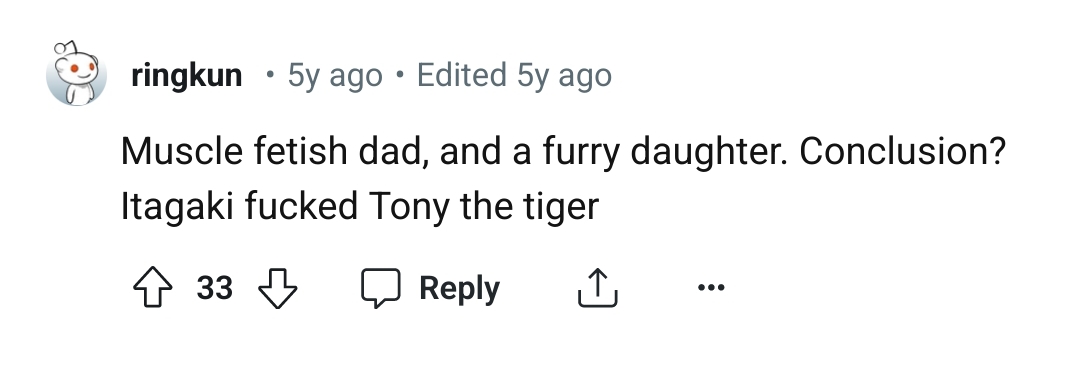 ringkun • 5y ago • Edited 5y ago
Muscle fetish dad, and a furry daughter. Conclusion?
Itagaki fucked Tony the tiger
33 Reply ...